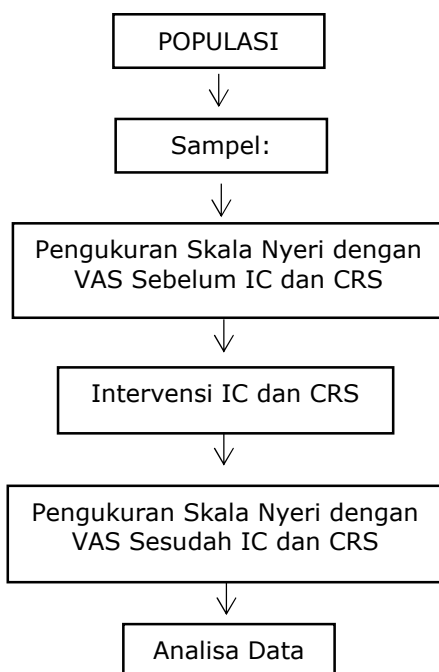 POPULASI
Sampel:
Pengukuran Skala Nyeri dengan
VAS Sebelum IC dan CRS
Intervensi IC dan CRS
Pengukuran Skala Nyeri dengan
VAS Sesudah IC dan CRS
Analisa Data